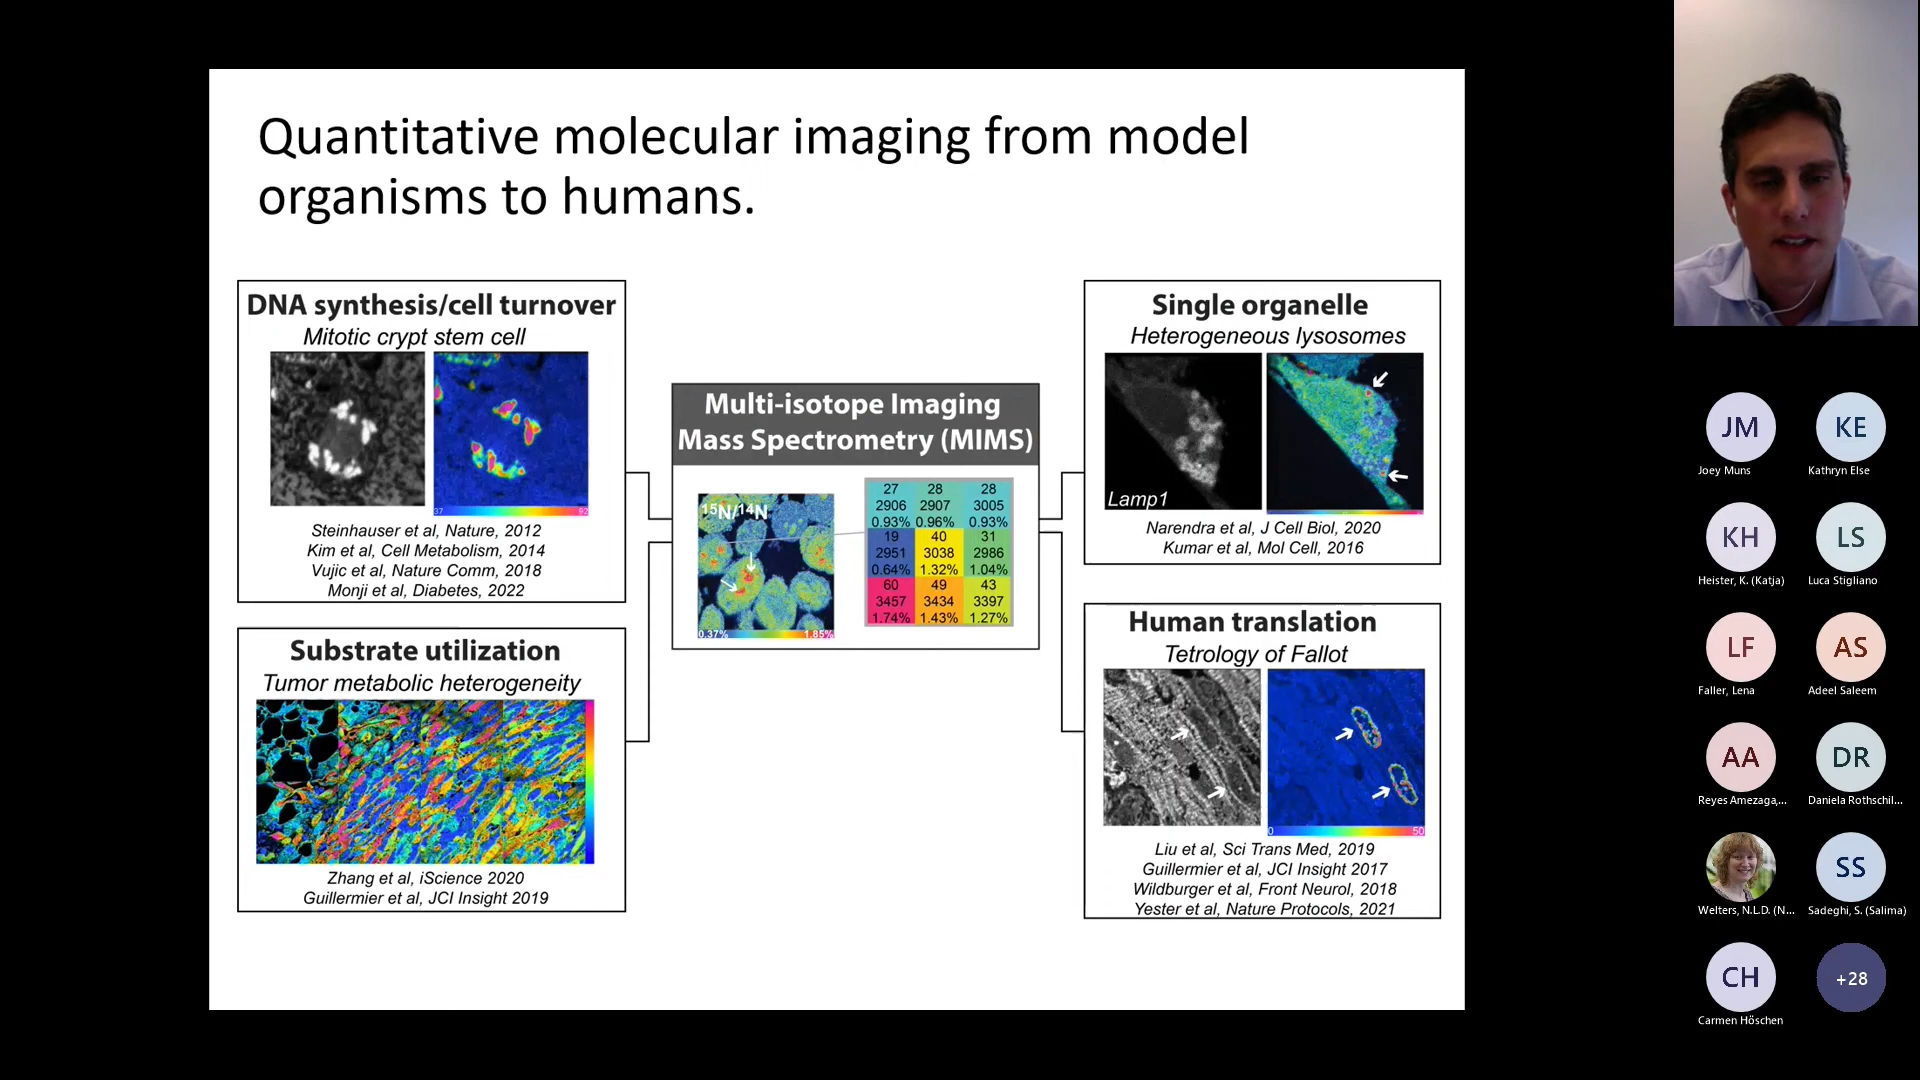 Quantitative molecular imaging from model
organisms to humans.
DNA synthesis/cell turnover
Mitotic crypt stem cell
37 92
Steinhauser et al, Nature, 2012
Kim et al, Cell Metabolism, 2014
Vujic et al, Nature Comm, 2018
Monji et al, Diabetes, 2022
Substrate utilization
Tumor metabolic heterogeneity
Zhang et al, iScience 2020
Guillermier et al, JCI Insight 2019
Multi-isotope Imaging
Mass Spectrometry (MIMS)
15N/14N
0.37% 1.85%
27 28 28
2906 2907 3005
0.93% 0.96% 0.93%
19 40 31
2951 3038 2986
0.64% 1.32% 1.04%
60 49 43
3457 3434 3397
1.74% 1.43% 1.27%
Single organelle
Heterogeneous lysosomes
Lamp1
Narendra et al, J Cell Biol, 2020
Kumar et al, Mol Cell, 2016
Human translation
Tetrology of Fallot
0 50
Liu et al, Sci Trans Med, 2019
Guillermier et al, JCI Insight 2017
Wildburger et al, Front Neurol, 2018
Yester et al, Nature Protocols, 2021
JM KE
Joey Muns Kathryn Else
KH LS
Heister, K. (Katja) Luca Stigliano
LF AS
Faller, Lena Adeel Saleem
AA DR
Reyes Amezaga,... Daniela Rothschil...
SS
Welters, N.L.D. (N... Sadeghi, S. (Salima)
CH +28
Carmen Höschen